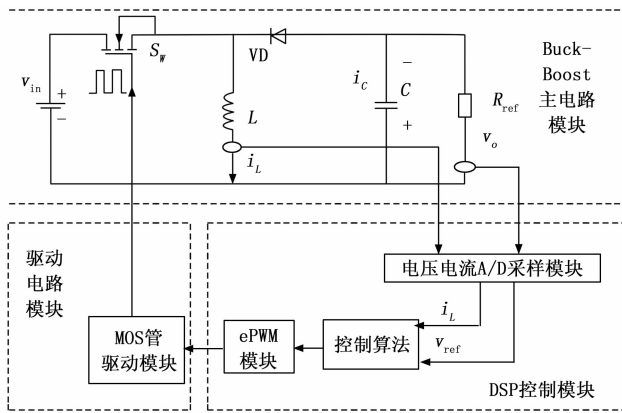 S_W
VD
v_in
+
−
L
i_L
i_C
−
C
+
R_ref
v_o
Buck-
Boost
主电路
模块
驱动
电路
模块
电压电流A/D采样模块
i_L
v_ref
MOS管
驱动模块
ePWM
模块
控制算法
DSP控制模块